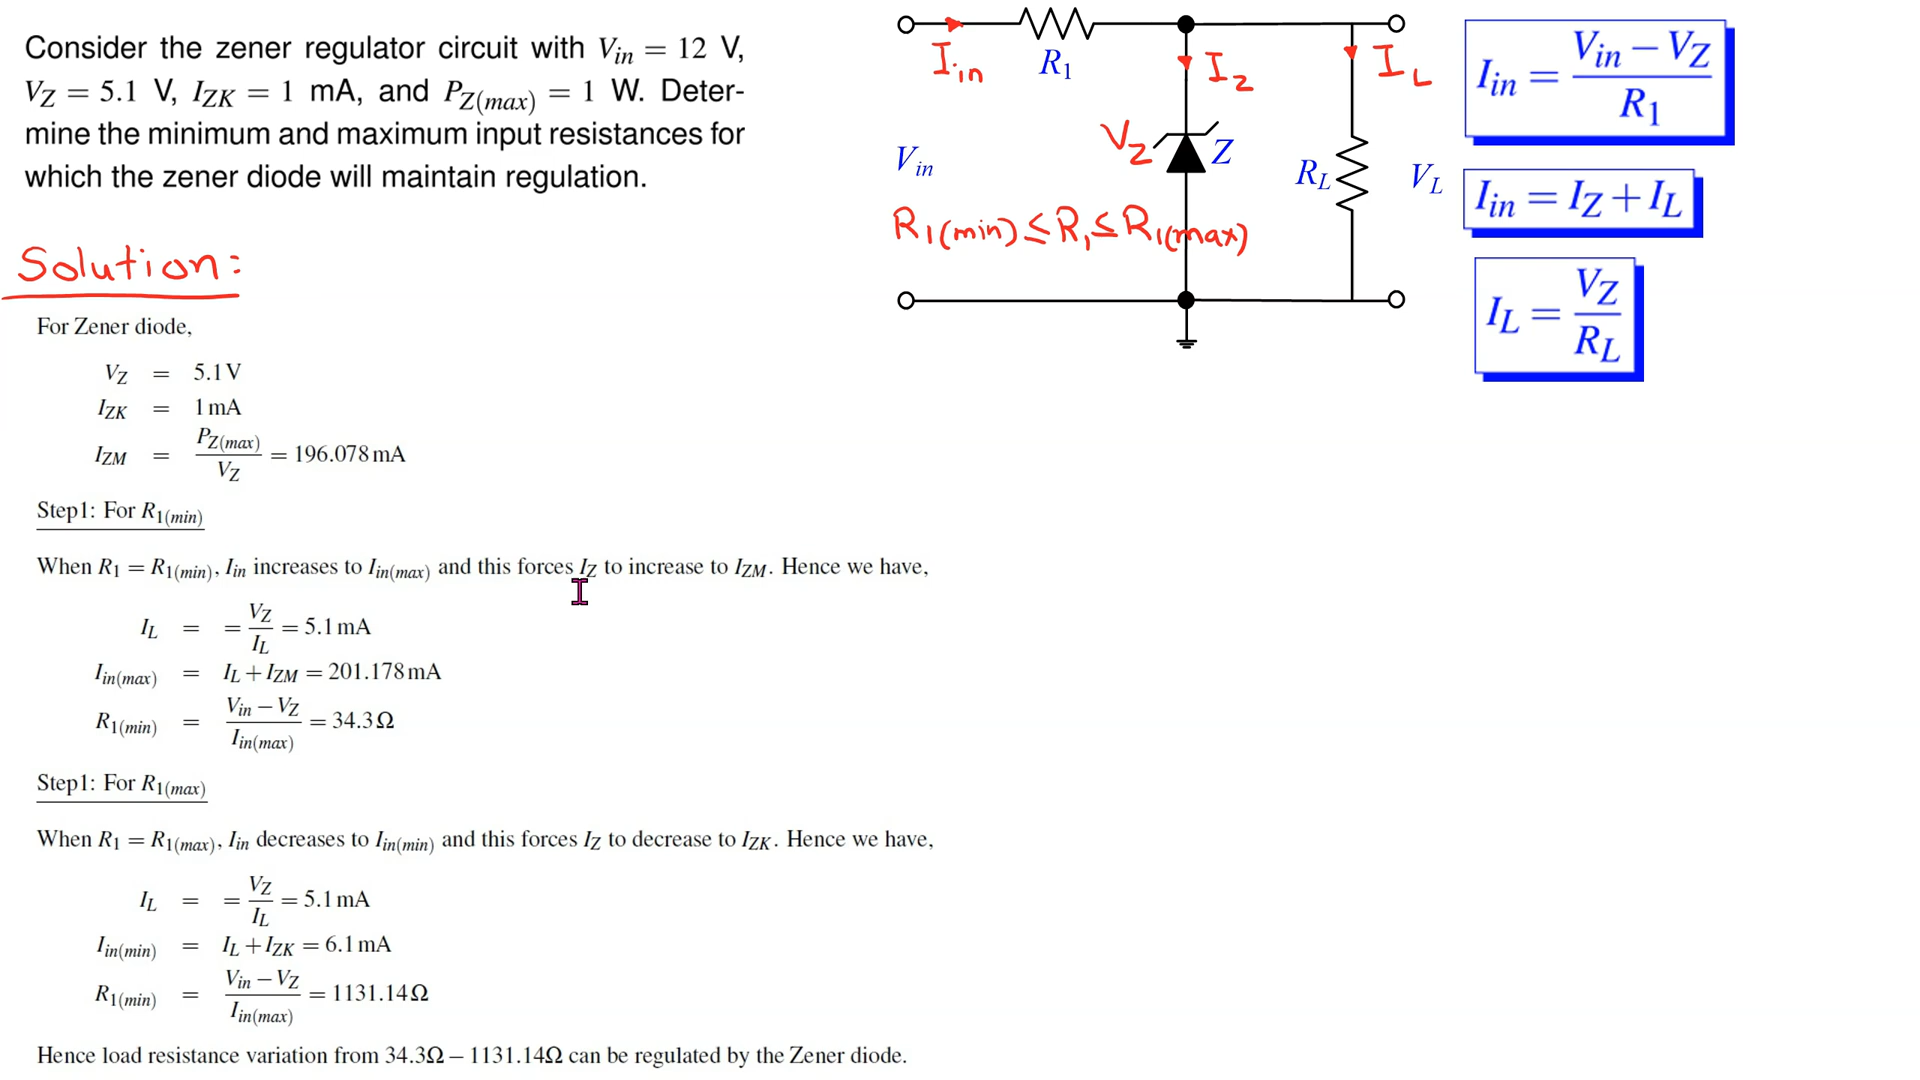 Consider the zener regulator circuit with V_in = 12 V,
V_Z = 5.1 V, I_ZK = 1 mA, and P_Z(max) = 1 W. Deter-
mine the minimum and maximum input resistances for
which the zener diode will maintain regulation.
I_in
R_1
I_Z
I_L
V_in
V_Z
Z
R_L
V_L
R_1(min) ≤ R_1 ≤ R_1(max)
I_in = (V_in − V_Z) / R_1
I_in = I_Z + I_L
I_L = V_Z / R_L
Solution:
For Zener diode,
V_Z = 5.1 V
I_ZK = 1 mA
I_ZM = P_Z(max) / V_Z = 196.078 mA
Step1: For R_1(min)
When R_1 = R_1(min), I_in increases to I_in(max) and this forces I_Z to increase to I_ZM. Hence we have,
I_L = = V_Z / I_L = 5.1 mA
I_in(max) = I_L + I_ZM = 201.178 mA
R_1(min) = (V_in − V_Z) / I_in(max) = 34.3 Ω
Step1: For R_1(max)
When R_1 = R_1(max), I_in decreases to I_in(min) and this forces I_Z to decrease to I_ZK. Hence we have,
I_L = = V_Z / I_L = 5.1 mA
I_in(min) = I_L + I_ZK = 6.1 mA
R_1(min) = (V_in − V_Z) / I_in(max) = 1131.14 Ω
Hence load resistance variation from 34.3Ω – 1131.14Ω can be regulated by the Zener diode.